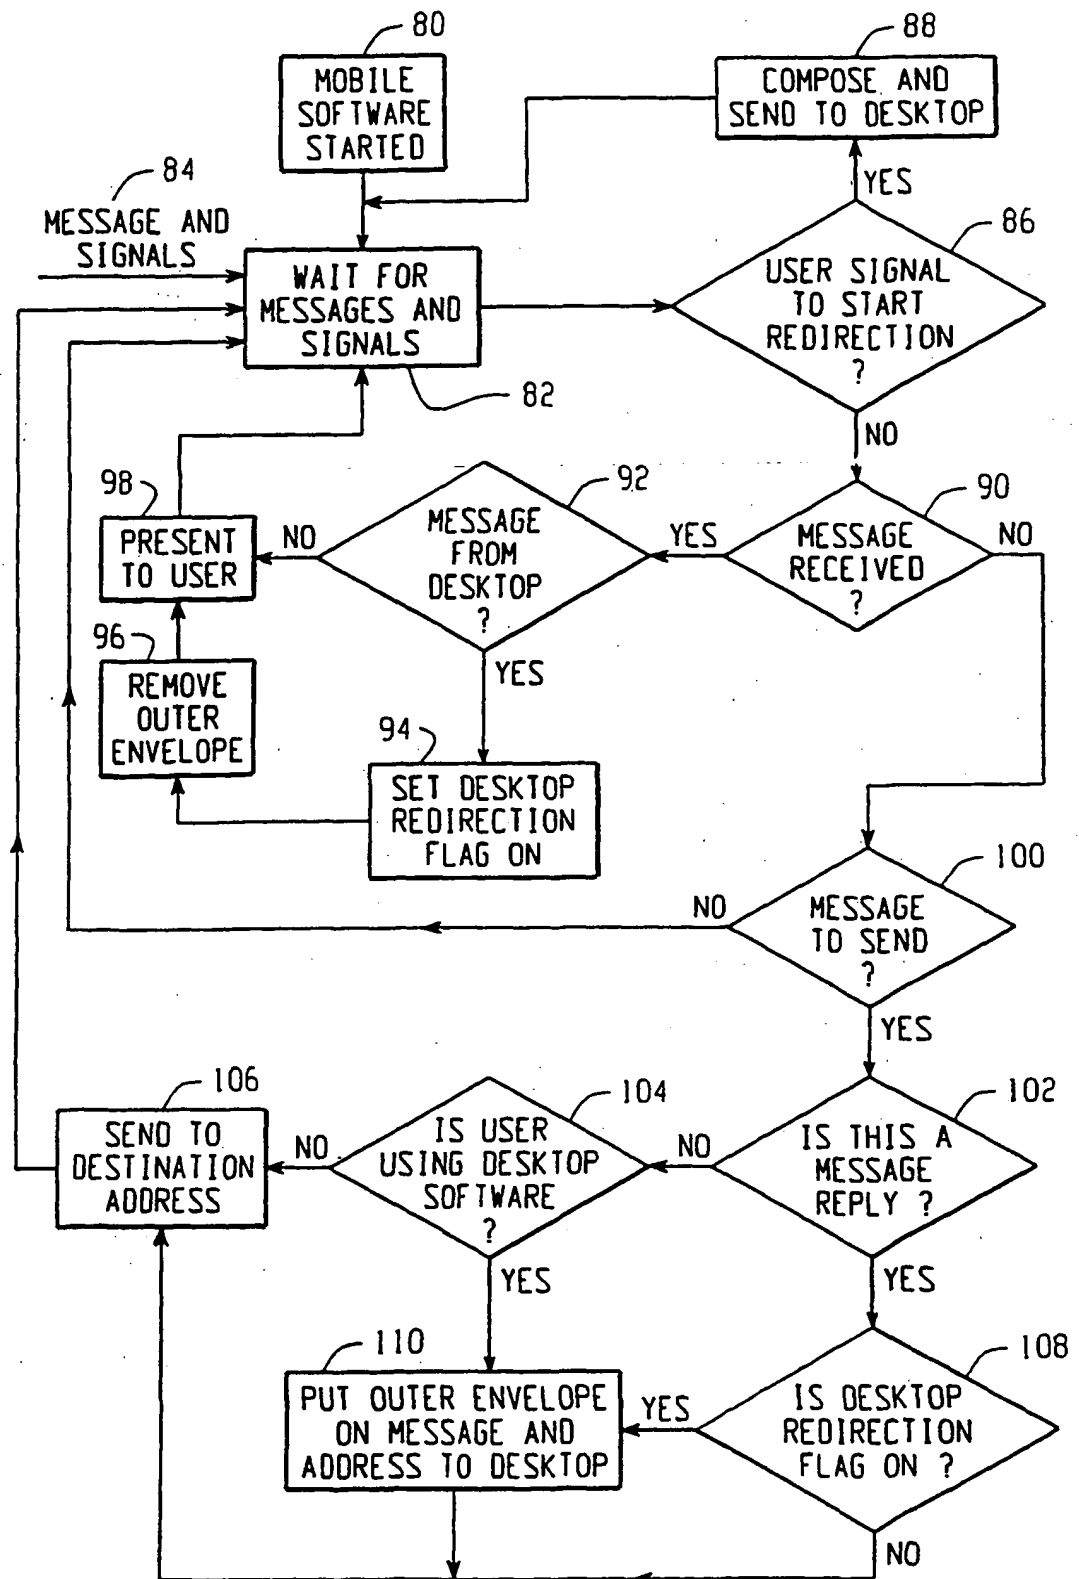 80
MOBILE
SOFTWARE
STARTED
88
COMPOSE AND
SEND TO DESKTOP
YES
84
MESSAGE AND
SIGNALS
WAIT FOR
MESSAGES AND
SIGNALS
82
86
USER SIGNAL
TO START
REDIRECTION
?
NO
98
PRESENT
TO USER
NO
92
MESSAGE
FROM
DESKTOP
?
YES
YES
90
MESSAGE
RECEIVED
?
NO
96
REMOVE
OUTER
ENVELOPE
94
SET DESKTOP
REDIRECTION
FLAG ON
100
MESSAGE
TO SEND
?
NO
YES
106
SEND TO
DESTINATION
ADDRESS
NO
104
IS USER
USING DESKTOP
SOFTWARE
?
YES
NO
102
IS THIS A
MESSAGE
REPLY ?
YES
110
PUT OUTER ENVELOPE
ON MESSAGE AND
ADDRESS TO DESKTOP
YES
108
IS DESKTOP
REDIRECTION
FLAG ON ?
NO